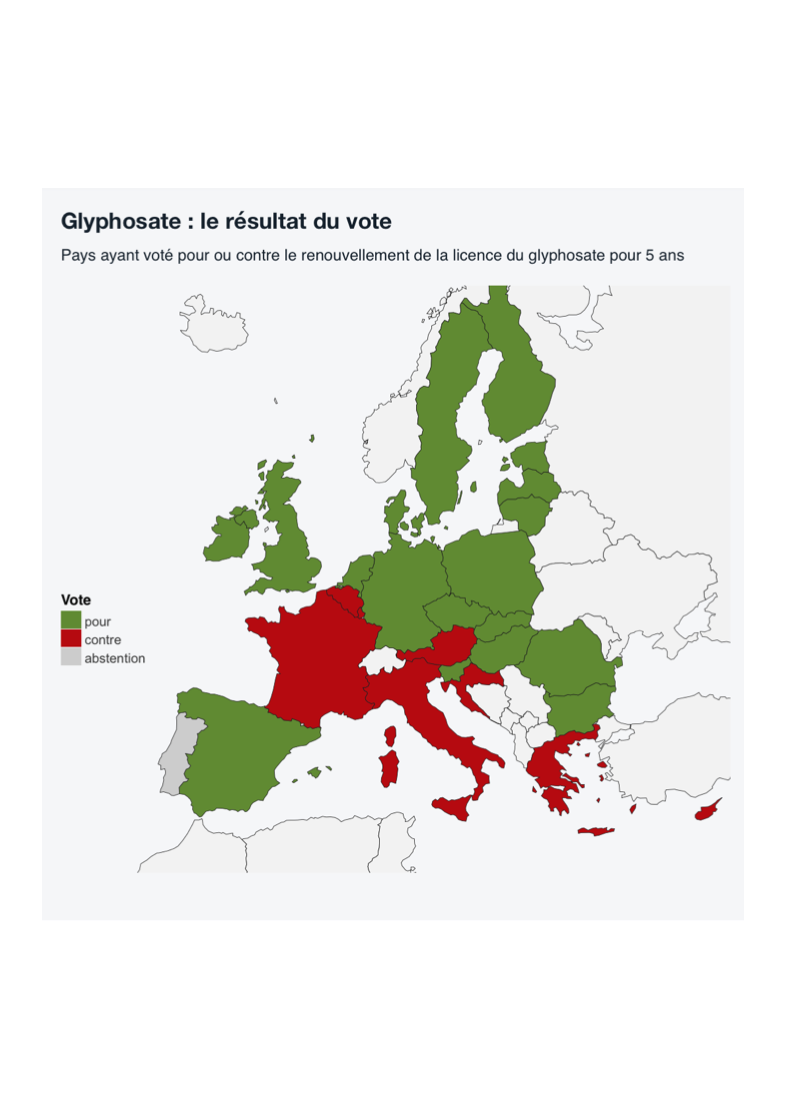 Glyphosate : le résultat du vote
Pays ayant voté pour ou contre le renouvellement de la licence du glyphosate pour 5 ans
Vote
pour
contre
abstention